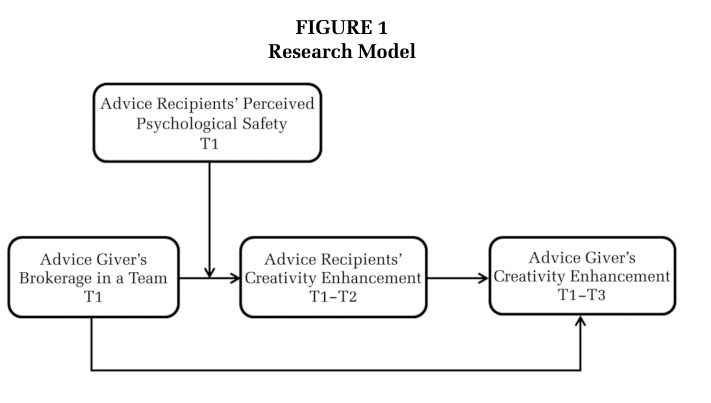 FIGURE 1
Research Model
Advice Recipients’ Perceived
Psychological Safety
T1
Advice Giver’s
Brokerage in a Team
T1
Advice Recipients’
Creativity Enhancement
T1–T2
Advice Giver’s
Creativity Enhancement
T1–T3